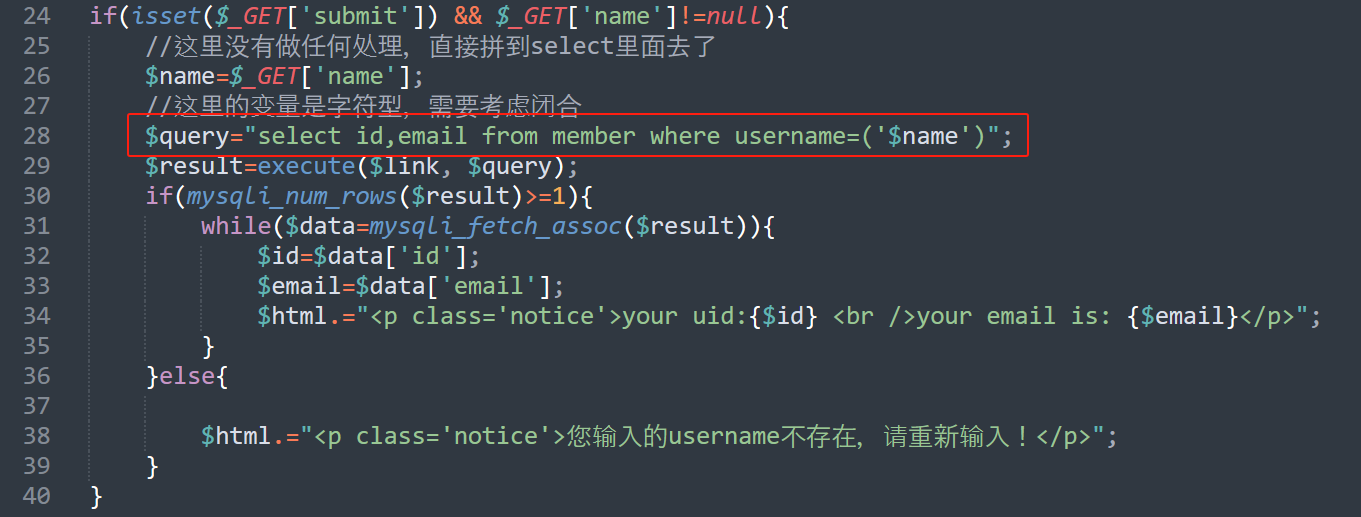 24 if(isset($_GET['submit']) && $_GET['name']!=null){
25 //这里没有做任何处理，直接拼到select里面去了
26 $name=$_GET['name'];
27 //这里的变量是字符型，需要考虑闭合
28 $query="select id,email from member where username=('$name')";
29 $result=execute($link, $query);
30 if(mysqli_num_rows($result)>=1){
31 while($data=mysqli_fetch_assoc($result)){
32 $id=$data['id'];
33 $email=$data['email'];
34 $html.="<p class='notice'>your uid:{$id} <br />your email is: {$email}</p>";
35 }
36 }else{
37
38 $html.="<p class='notice'>您输入的username不存在，请重新输入！</p>";
39 }
40 }